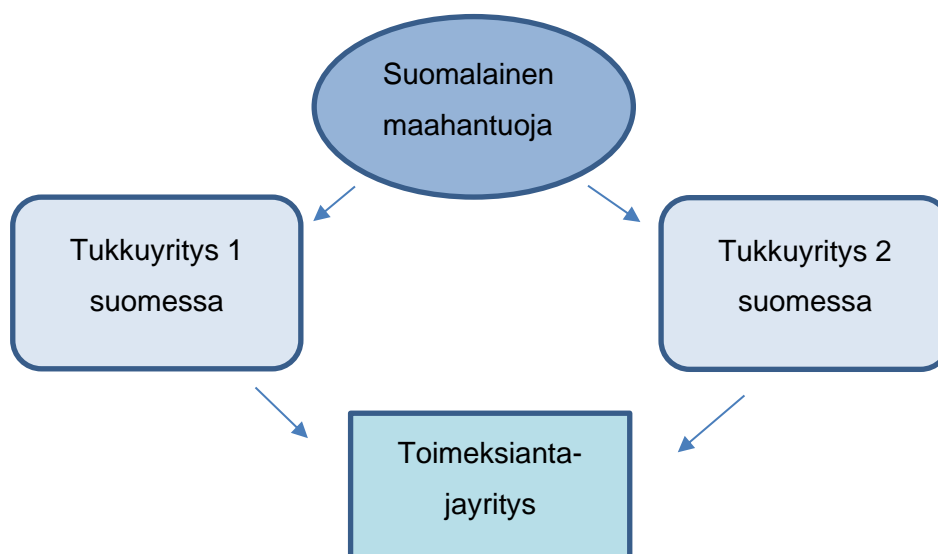 Suomalainen
maahantuoja
Tukkuyritys 1
suomessa
Tukkuyritys 2
suomessa
Toimeksianta-
jayritys